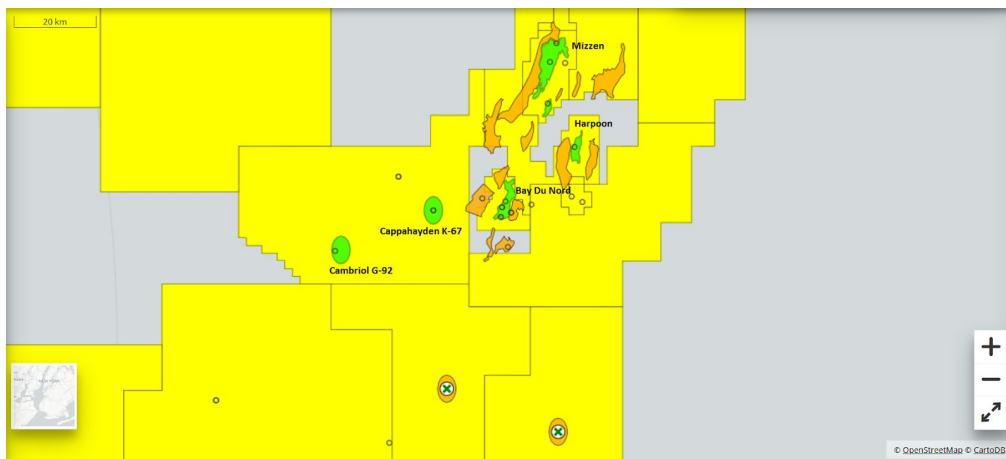 20 km
Mizzen
Harpoon
Bay Du Nord
Cappahayden K-67
Cambriol G-92
© OpenStreetMap © CartoDB